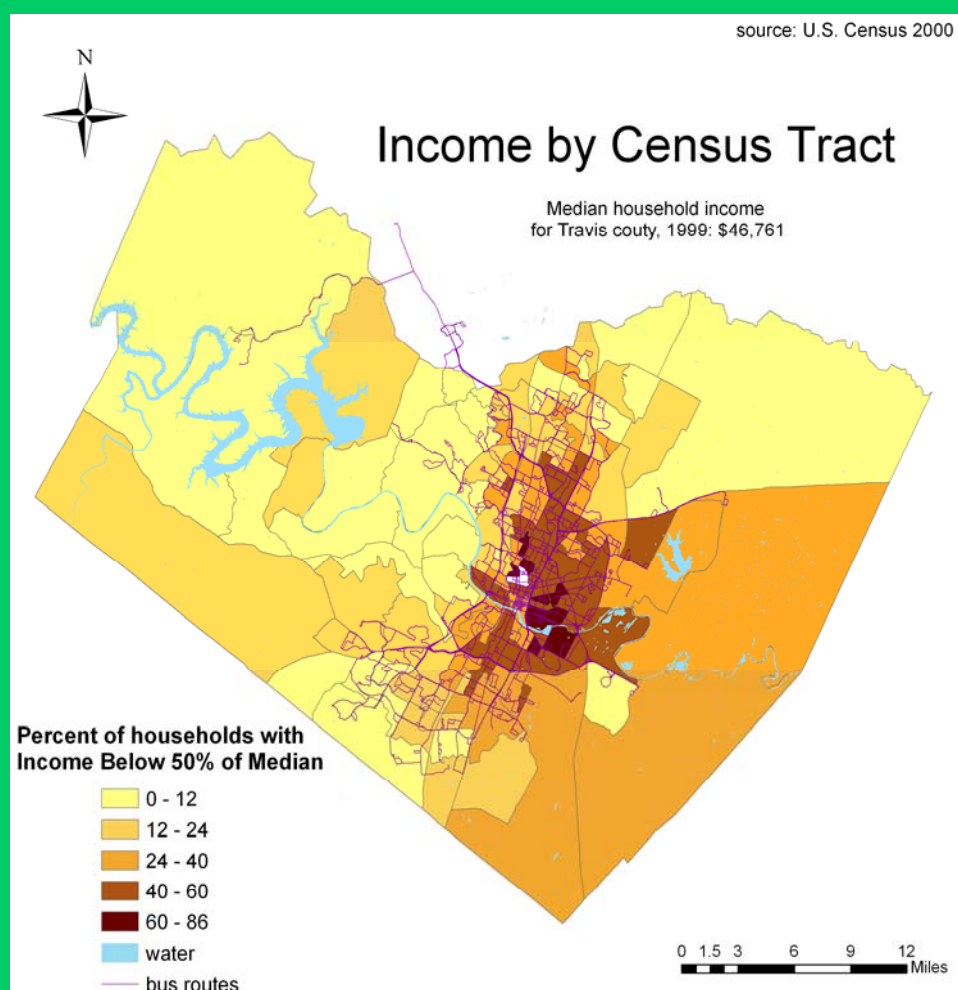 source: U.S. Census 2000
N
Income by Census Tract
Median household income
for Travis couty, 1999: $46,761
Percent of households with
Income Below 50% of Median
0 - 12
12 - 24
24 - 40
40 - 60
60 - 86
water
bus routes
0 1.5 3 6 9 12
Miles